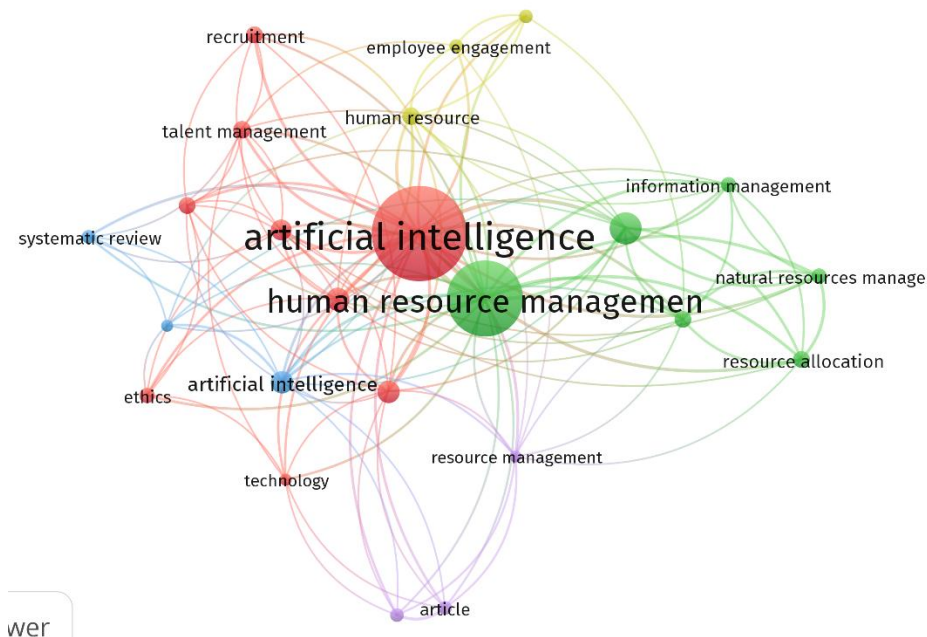 recruitment
employee engagement
human resource
talent management
information management
systematic review
artificial intelligence
natural resources manage
human resource managemen
resource allocation
artificial intelligence
ethics
resource management
technology
article
wer